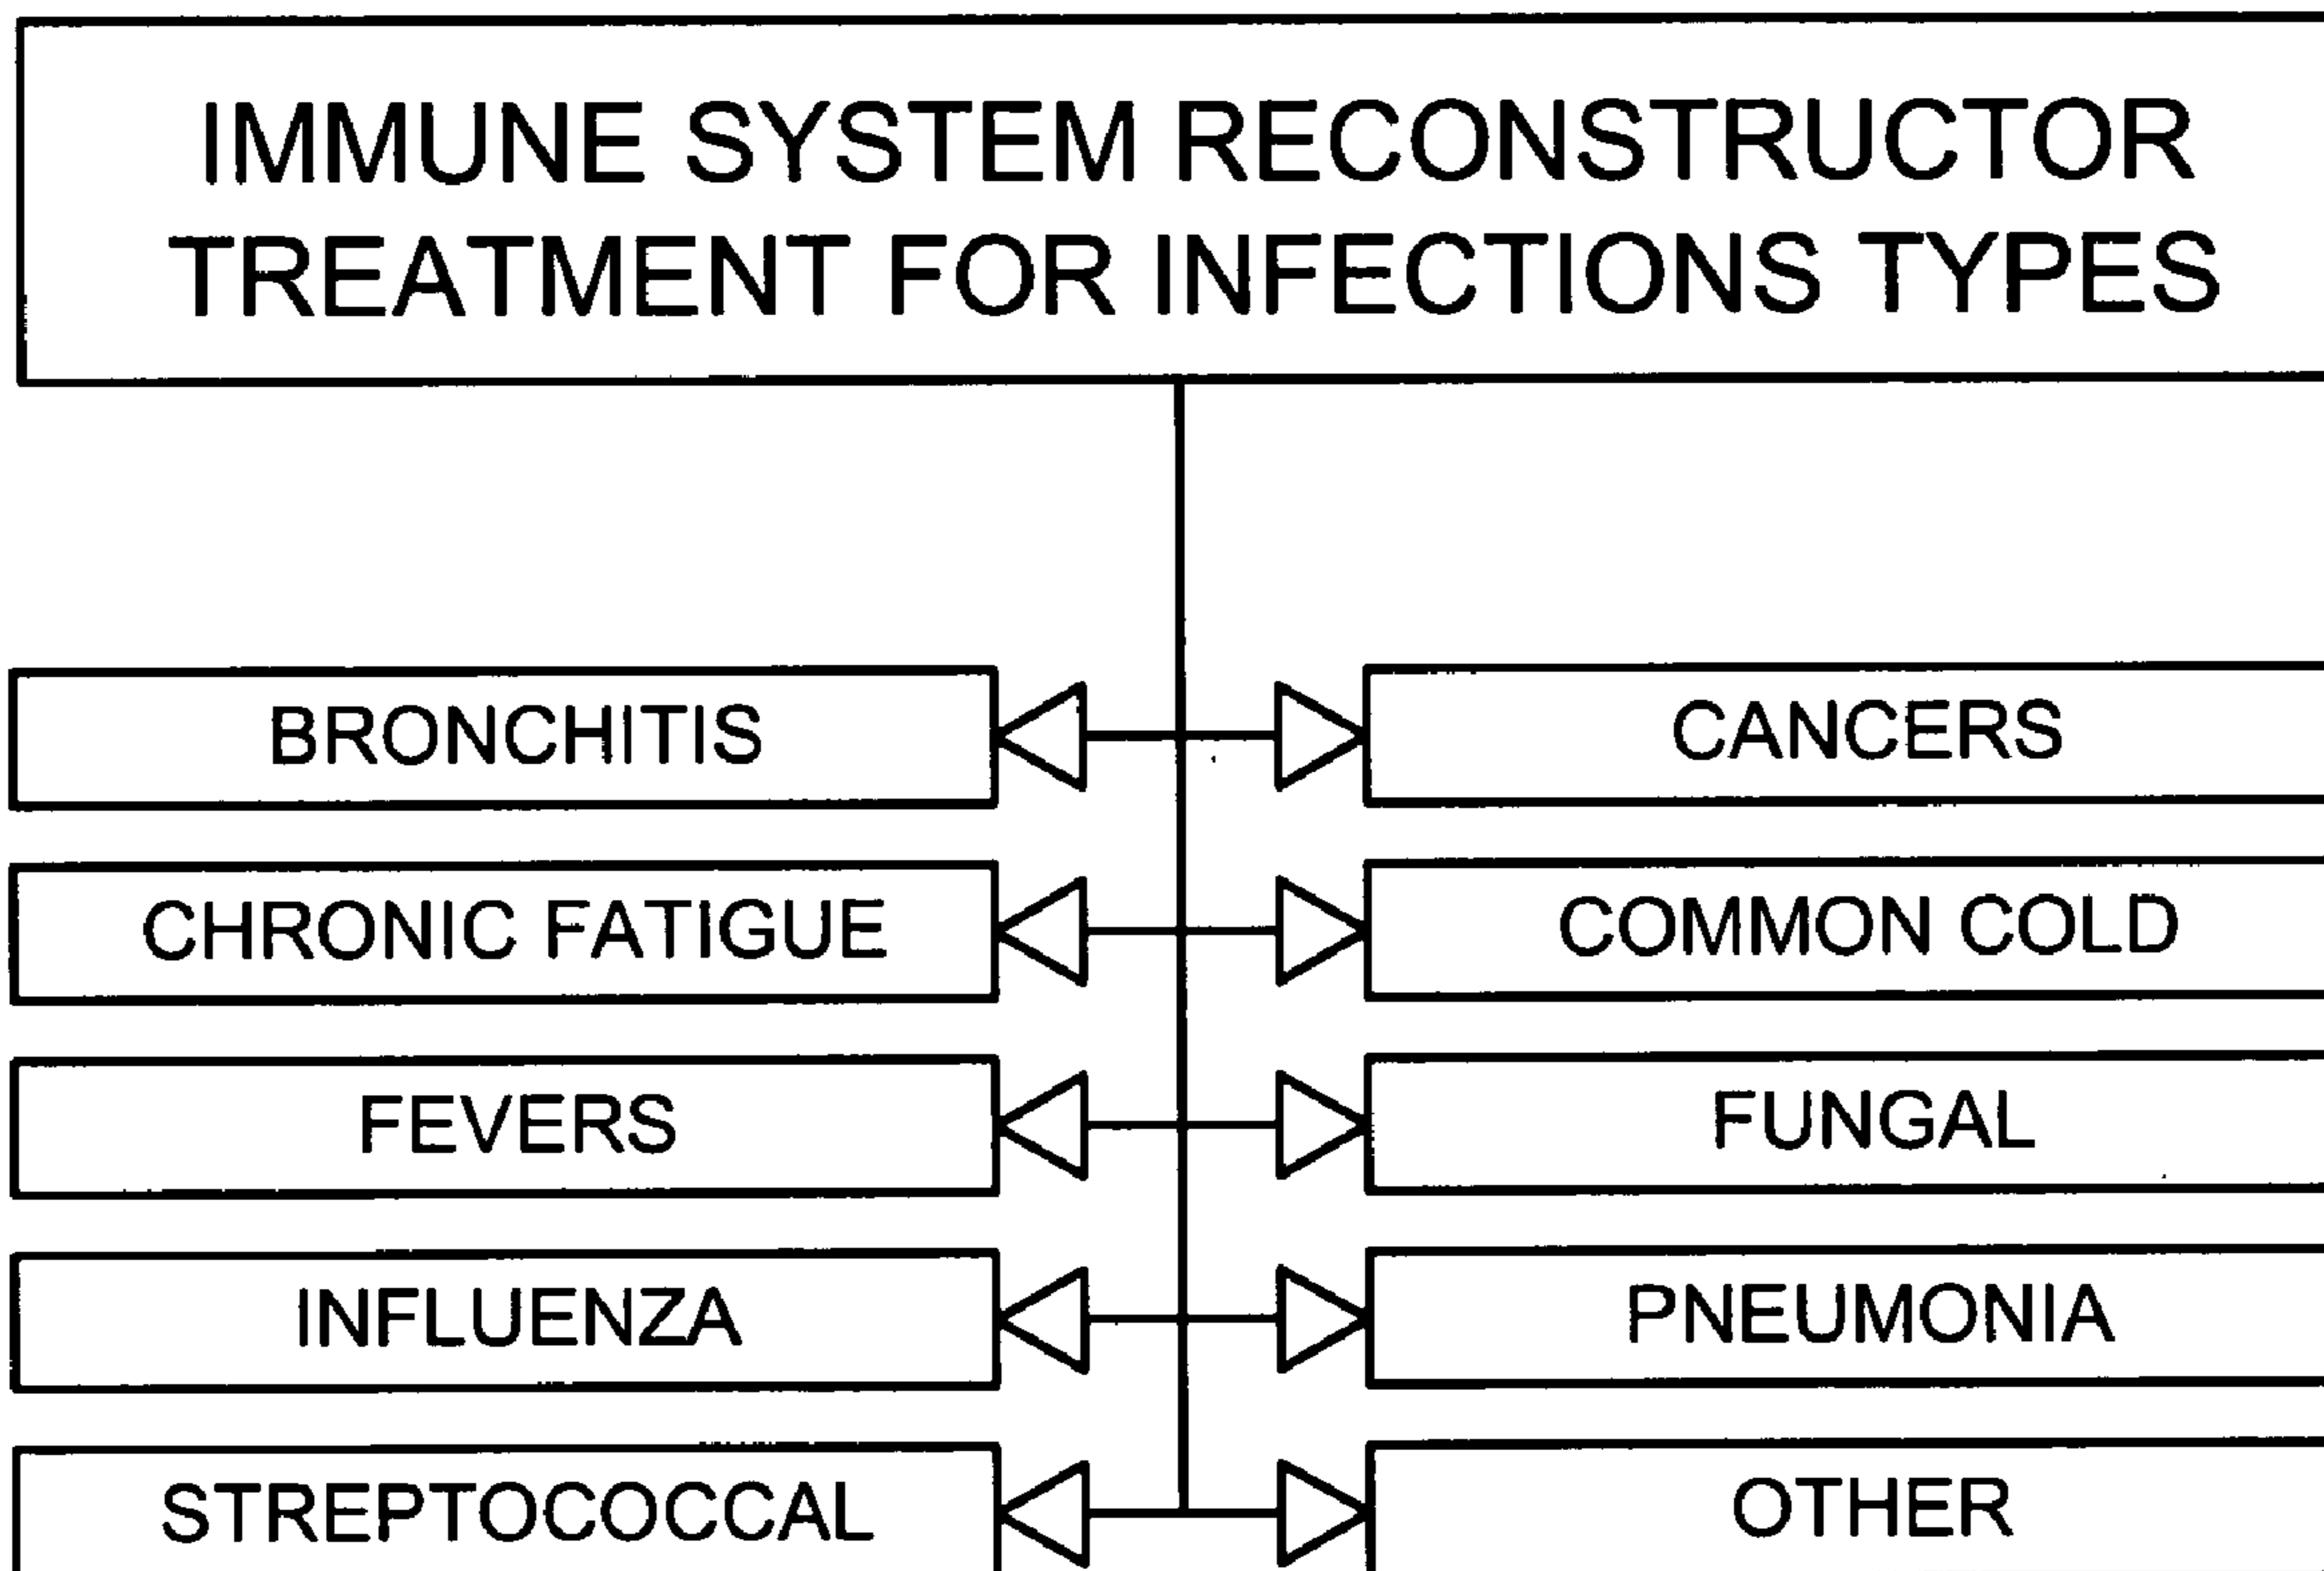 IMMUNE SYSTEM RECONSTRUCTOR
TREATMENT FOR INFECTIONS TYPES
BRONCHITIS
CANCERS
CHRONIC FATIGUE
COMMON COLD
FEVERS
FUNGAL
INFLUENZA
PNEUMONIA
STREPTOCOCCAL
OTHER